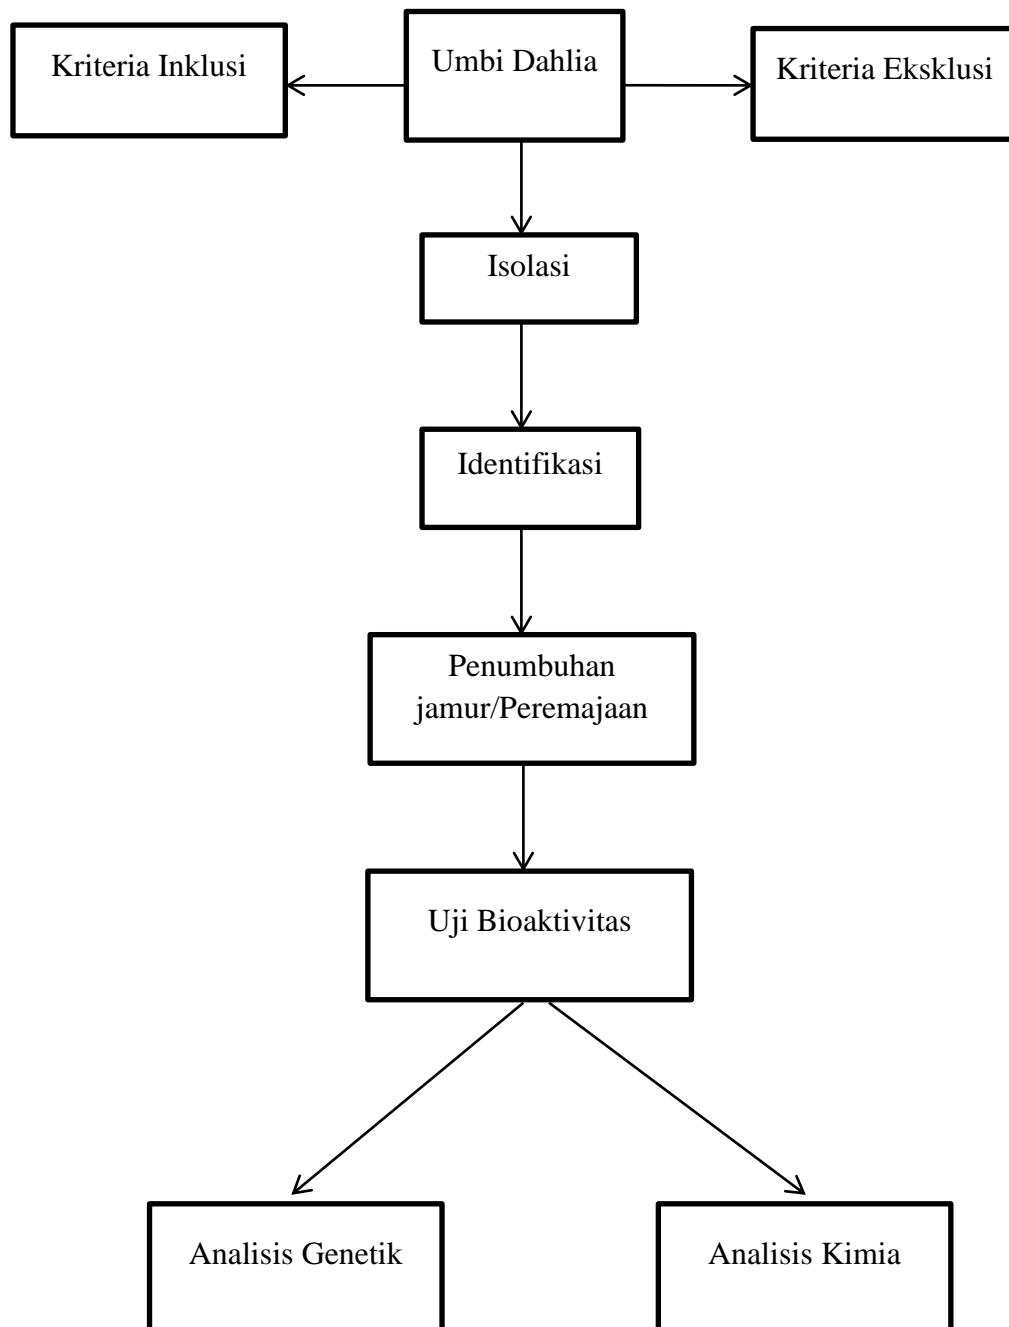 Kriteria Inklusi
Umbi Dahlia
Kriteria Eksklusi
Isolasi
Identifikasi
Penumbuhan
jamur/Peremajaan
Uji Bioaktivitas
Analisis Genetik
Analisis Kimia